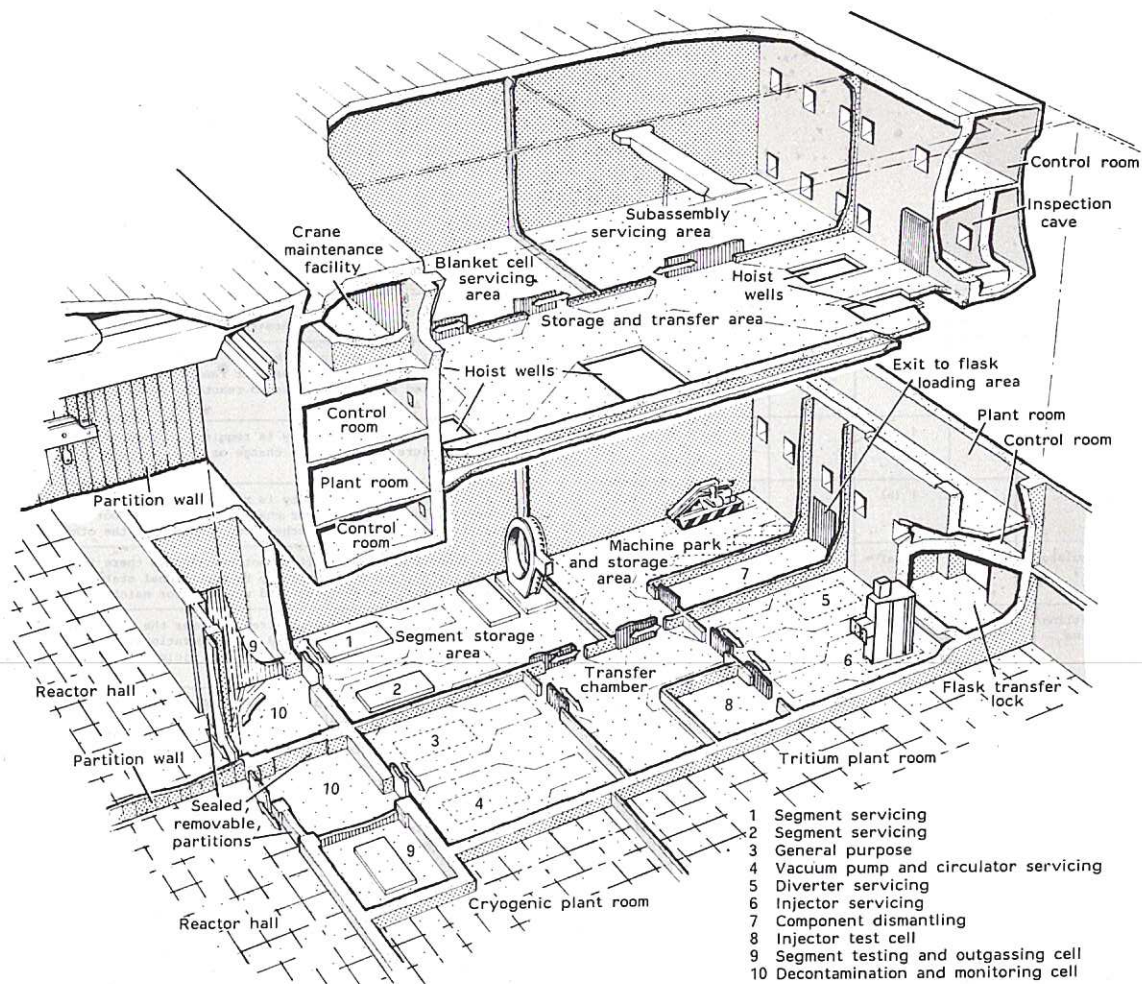 Control room
Inspection
cave
Subassembly
servicing area
Crane
maintenance
facility
Blanket cell
servicing
area
Hoist
wells
Storage and transfer area
Hoist wells
Exit to flask
loading area
Control
room
Plant room
Control room
Plant room
Partition wall
Control
room
Machine park
and storage
area
7
5
1
Segment storage
area
6
9
2
Transfer
chamber
Reactor hall
8
Flask transfer
lock
10
3
Partition wall
Tritium plant room
10
4
Sealed,
removable,
partitions
9
Cryogenic plant room
Reactor hall
1 Segment servicing
2 Segment servicing
3 General purpose
4 Vacuum pump and circulator servicing
5 Diverter servicing
6 Injector servicing
7 Component dismantling
8 Injector test cell
9 Segment testing and outgassing cell
10 Decontamination and monitoring cell